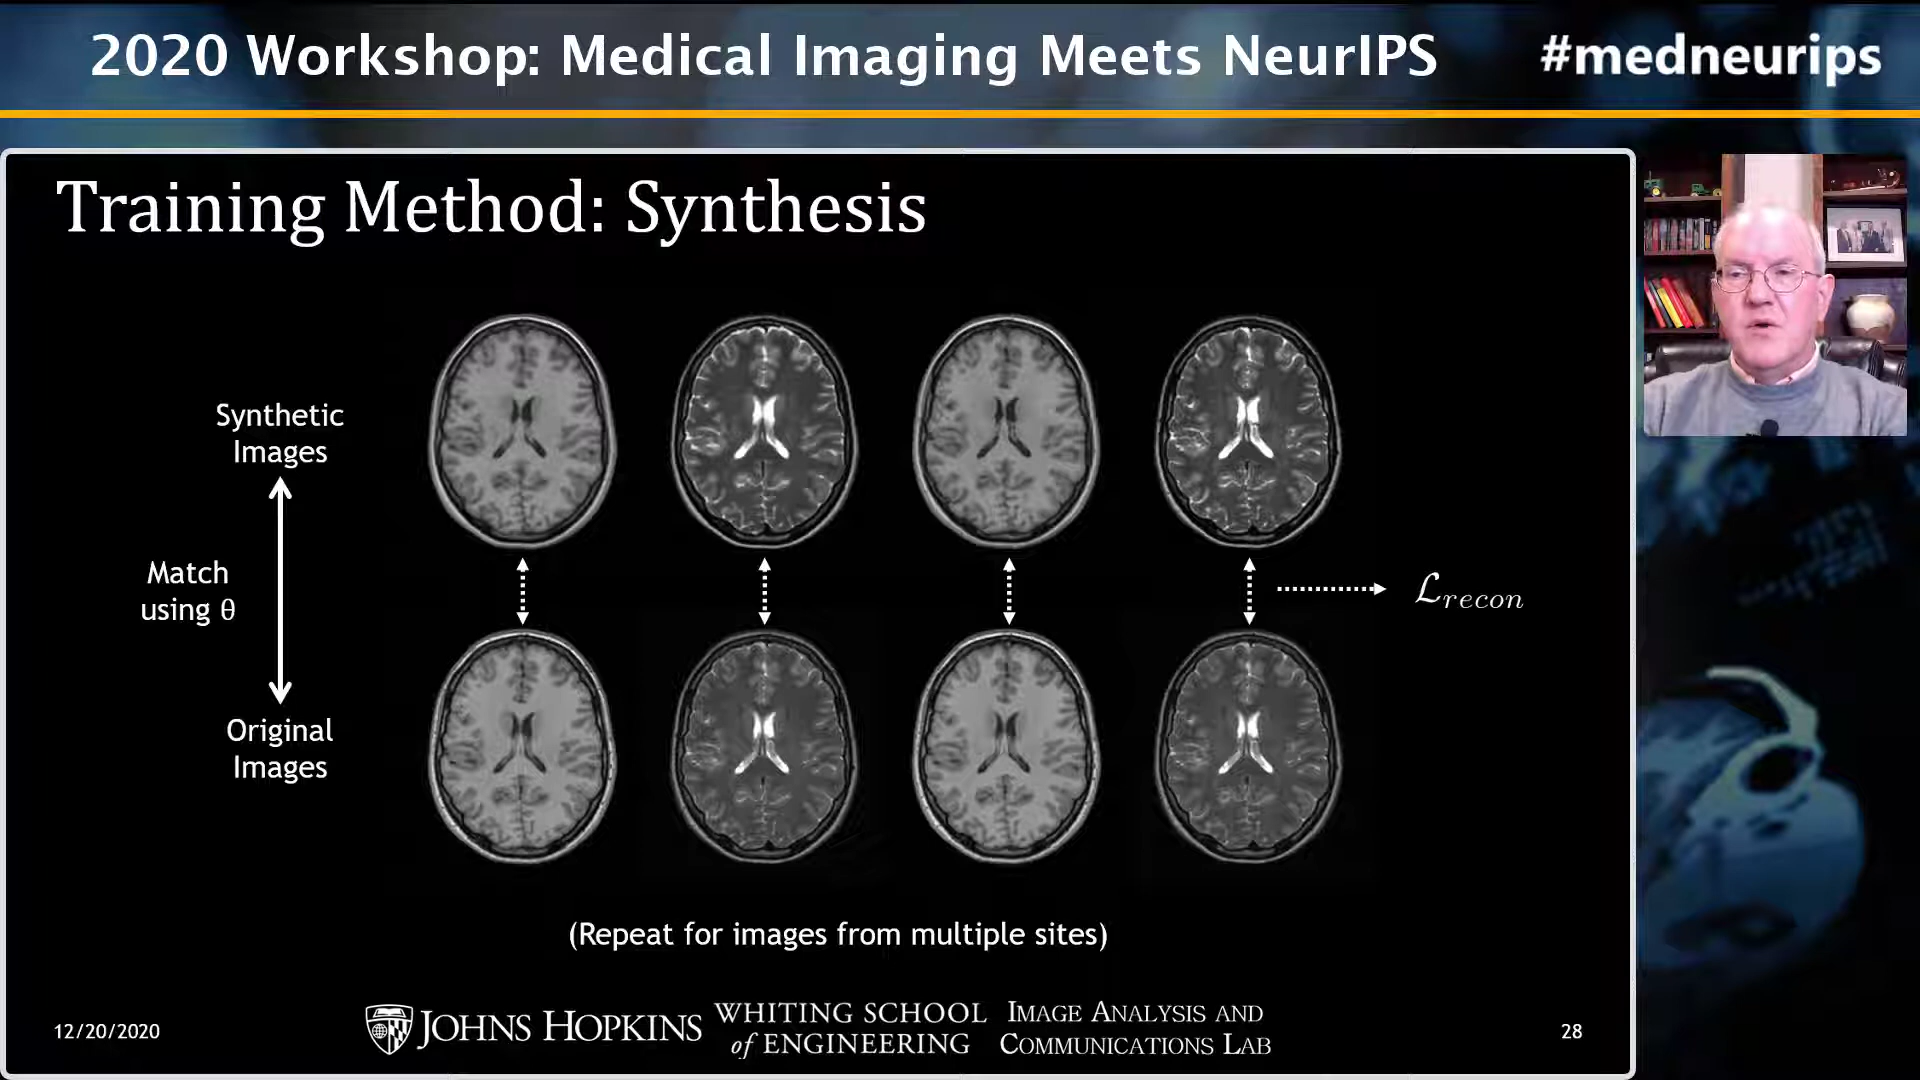 2020 Workshop: Medical Imaging Meets NeurIPS
#medneurips
Training Method: Synthesis
Synthetic
Images
Match
using θ
Original
Images
ℒrecon
(Repeat for images from multiple sites)
12/20/2020
JOHNS HOPKINS
WHITING SCHOOL
of ENGINEERING
IMAGE ANALYSIS AND
COMMUNICATIONS LAB
28